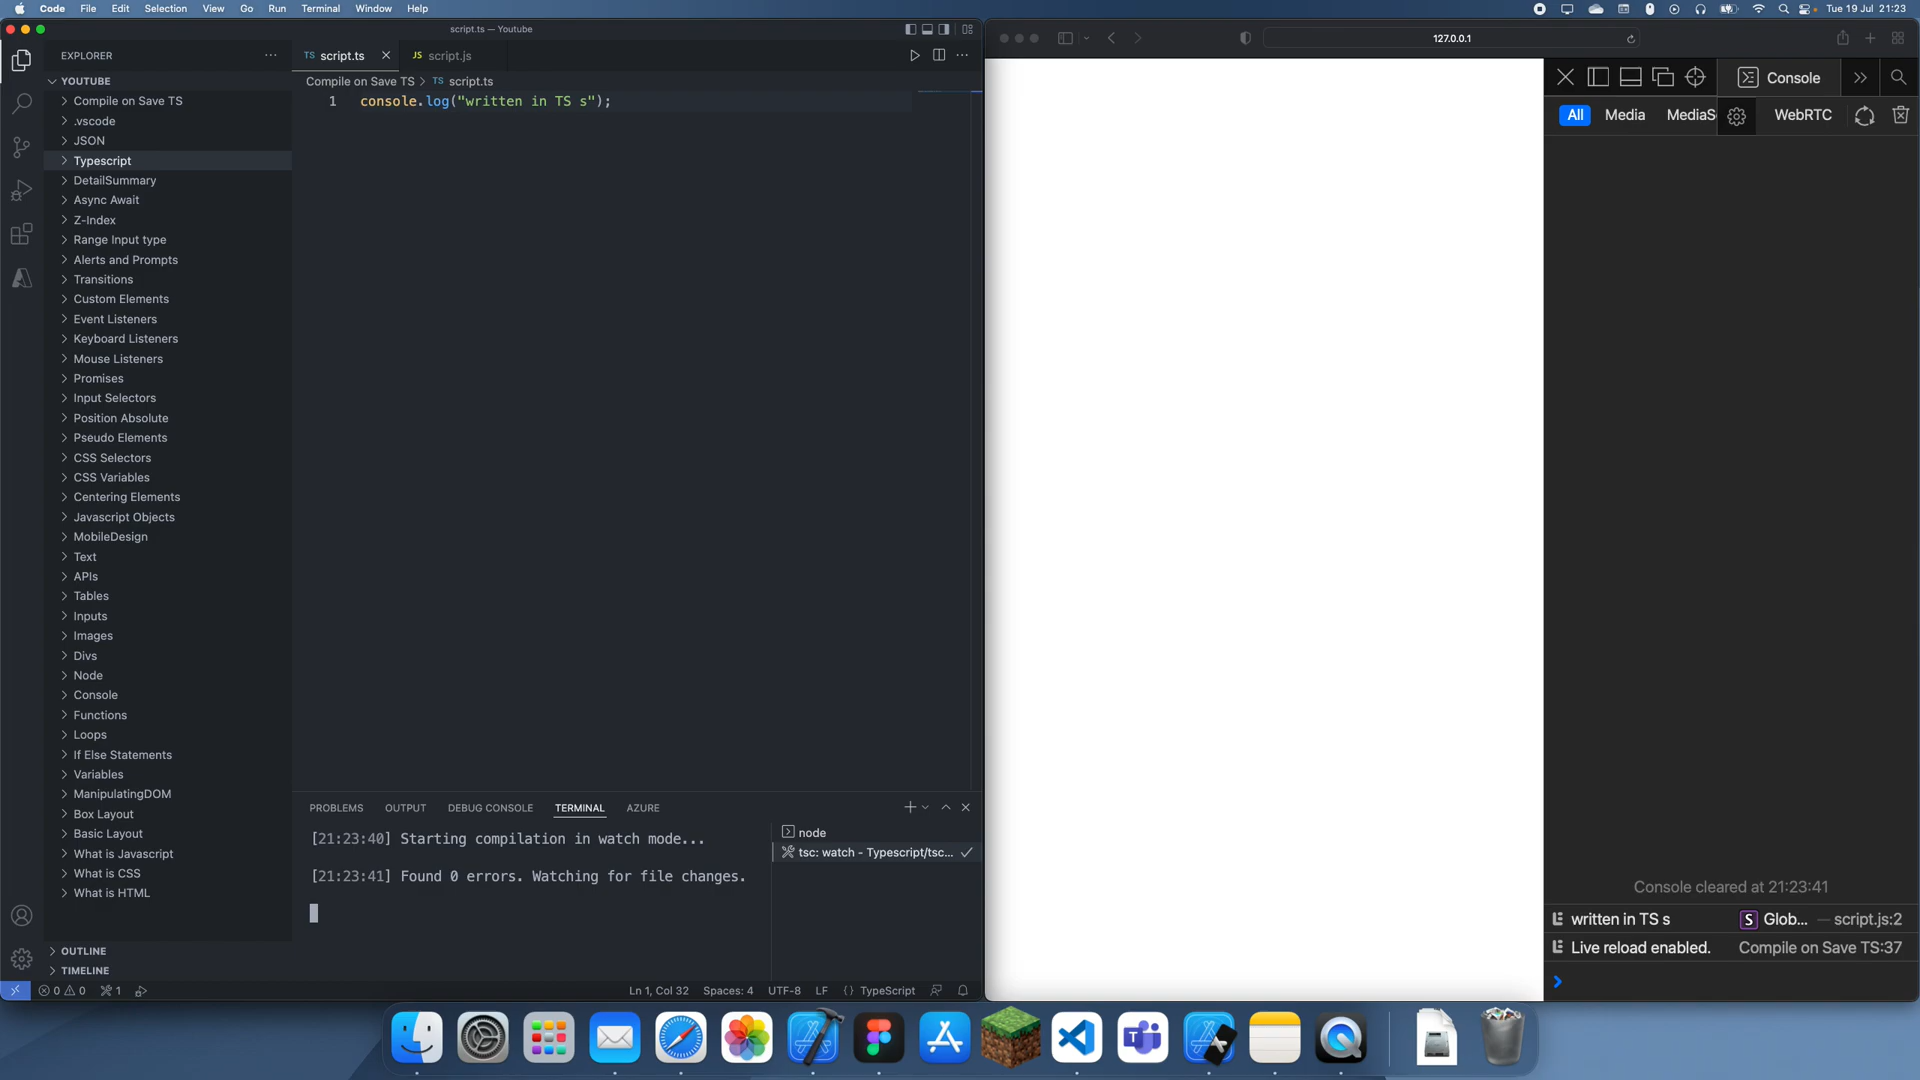 Code File Edit Selection View Go Run Terminal Window Help Tue 19 Jul 21:23
script.ts — Youtube
EXPLORER
YOUTUBE
Compile on Save TS
.vscode
JSON
Typescript
DetailSummary
Async Await
Z-Index
Range Input type
Alerts and Prompts
Transitions
Custom Elements
Event Listeners
Keyboard Listeners
Mouse Listeners
Promises
Input Selectors
Position Absolute
Pseudo Elements
CSS Selectors
CSS Variables
Centering Elements
Javascript Objects
MobileDesign
Text
APIs
Tables
Inputs
Images
Divs
Node
Console
Functions
Loops
If Else Statements
Variables
ManipulatingDOM
Box Layout
Basic Layout
What is Javascript
What is CSS
What is HTML
OUTLINE
TIMELINE
TS script.ts JS script.js
Compile on Save TS > TS script.ts
1 console.log("written in TS s");
PROBLEMS OUTPUT DEBUG CONSOLE TERMINAL AZURE
[21:23:40] Starting compilation in watch mode...
[21:23:41] Found 0 errors. Watching for file changes.
node
tsc: watch - Typescript/tsc...
0 0 1 Ln 1, Col 32 Spaces: 4 UTF-8 LF {} TypeScript
127.0.0.1
Console
All Media MediaS WebRTC
Console cleared at 21:23:41
written in TS s S Glob... — script.js:2
Live reload enabled. Compile on Save TS:37